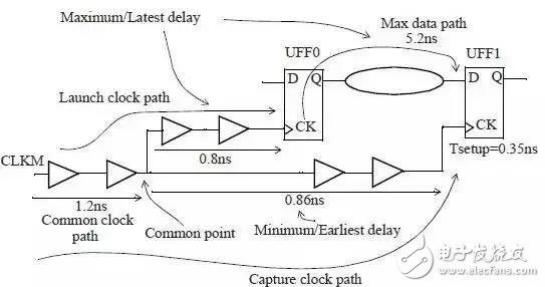 Maximum/Latest delay
Max data path
5.2ns
UFF0
UFF1
D Q
D Q
Launch clock path
CK
CK
CLKM
0.8ns
Tsetup=0.35ns
1.2ns
0.86ns
Common clock
path
Common point
Minimum/Earliest delay
Capture clock path
电子发烧友
www.elecfans.com